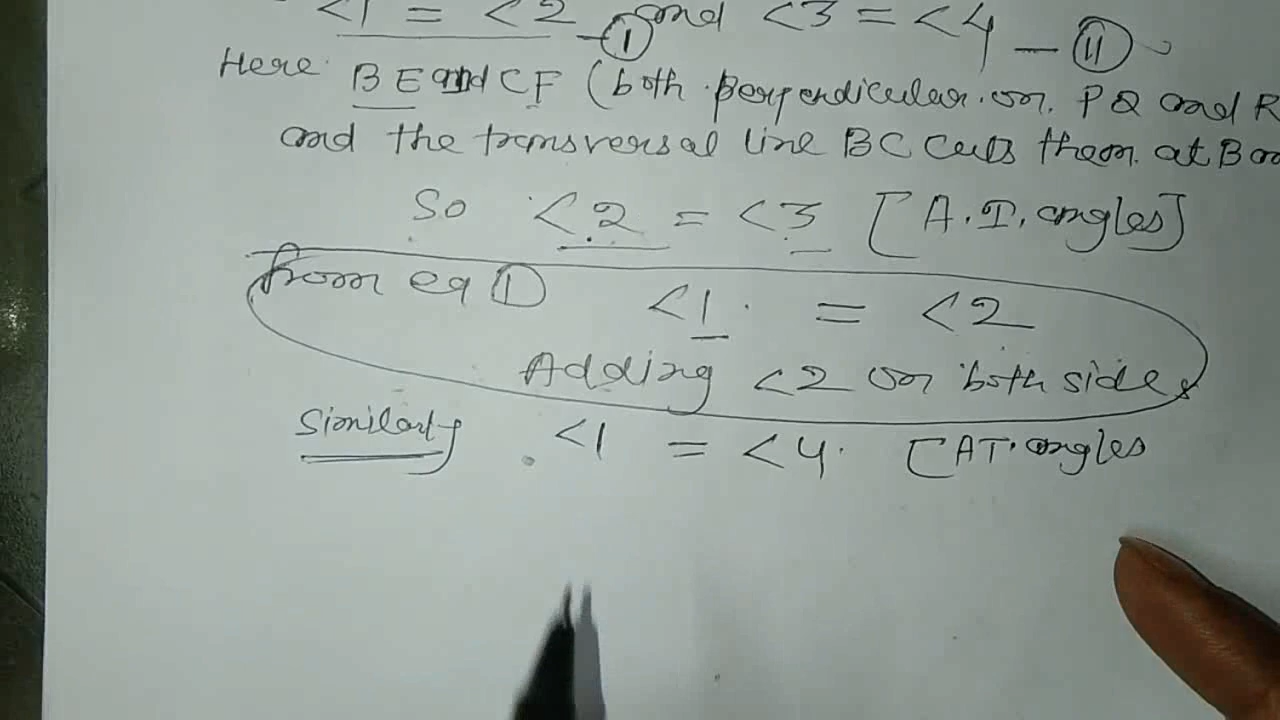 <1 = <2 - Ⓘ and <3 = <4 - Ⓘ Ⓘ
Here BE and CF (both perpendicular on PQ and R
and the transversal line BC cuts them at B an
So <2 = <3 [A.I. angles]
from eq Ⓘ <1 = <2
Adding <2 on both sides
Similarly <1 = <4. [AI. angles